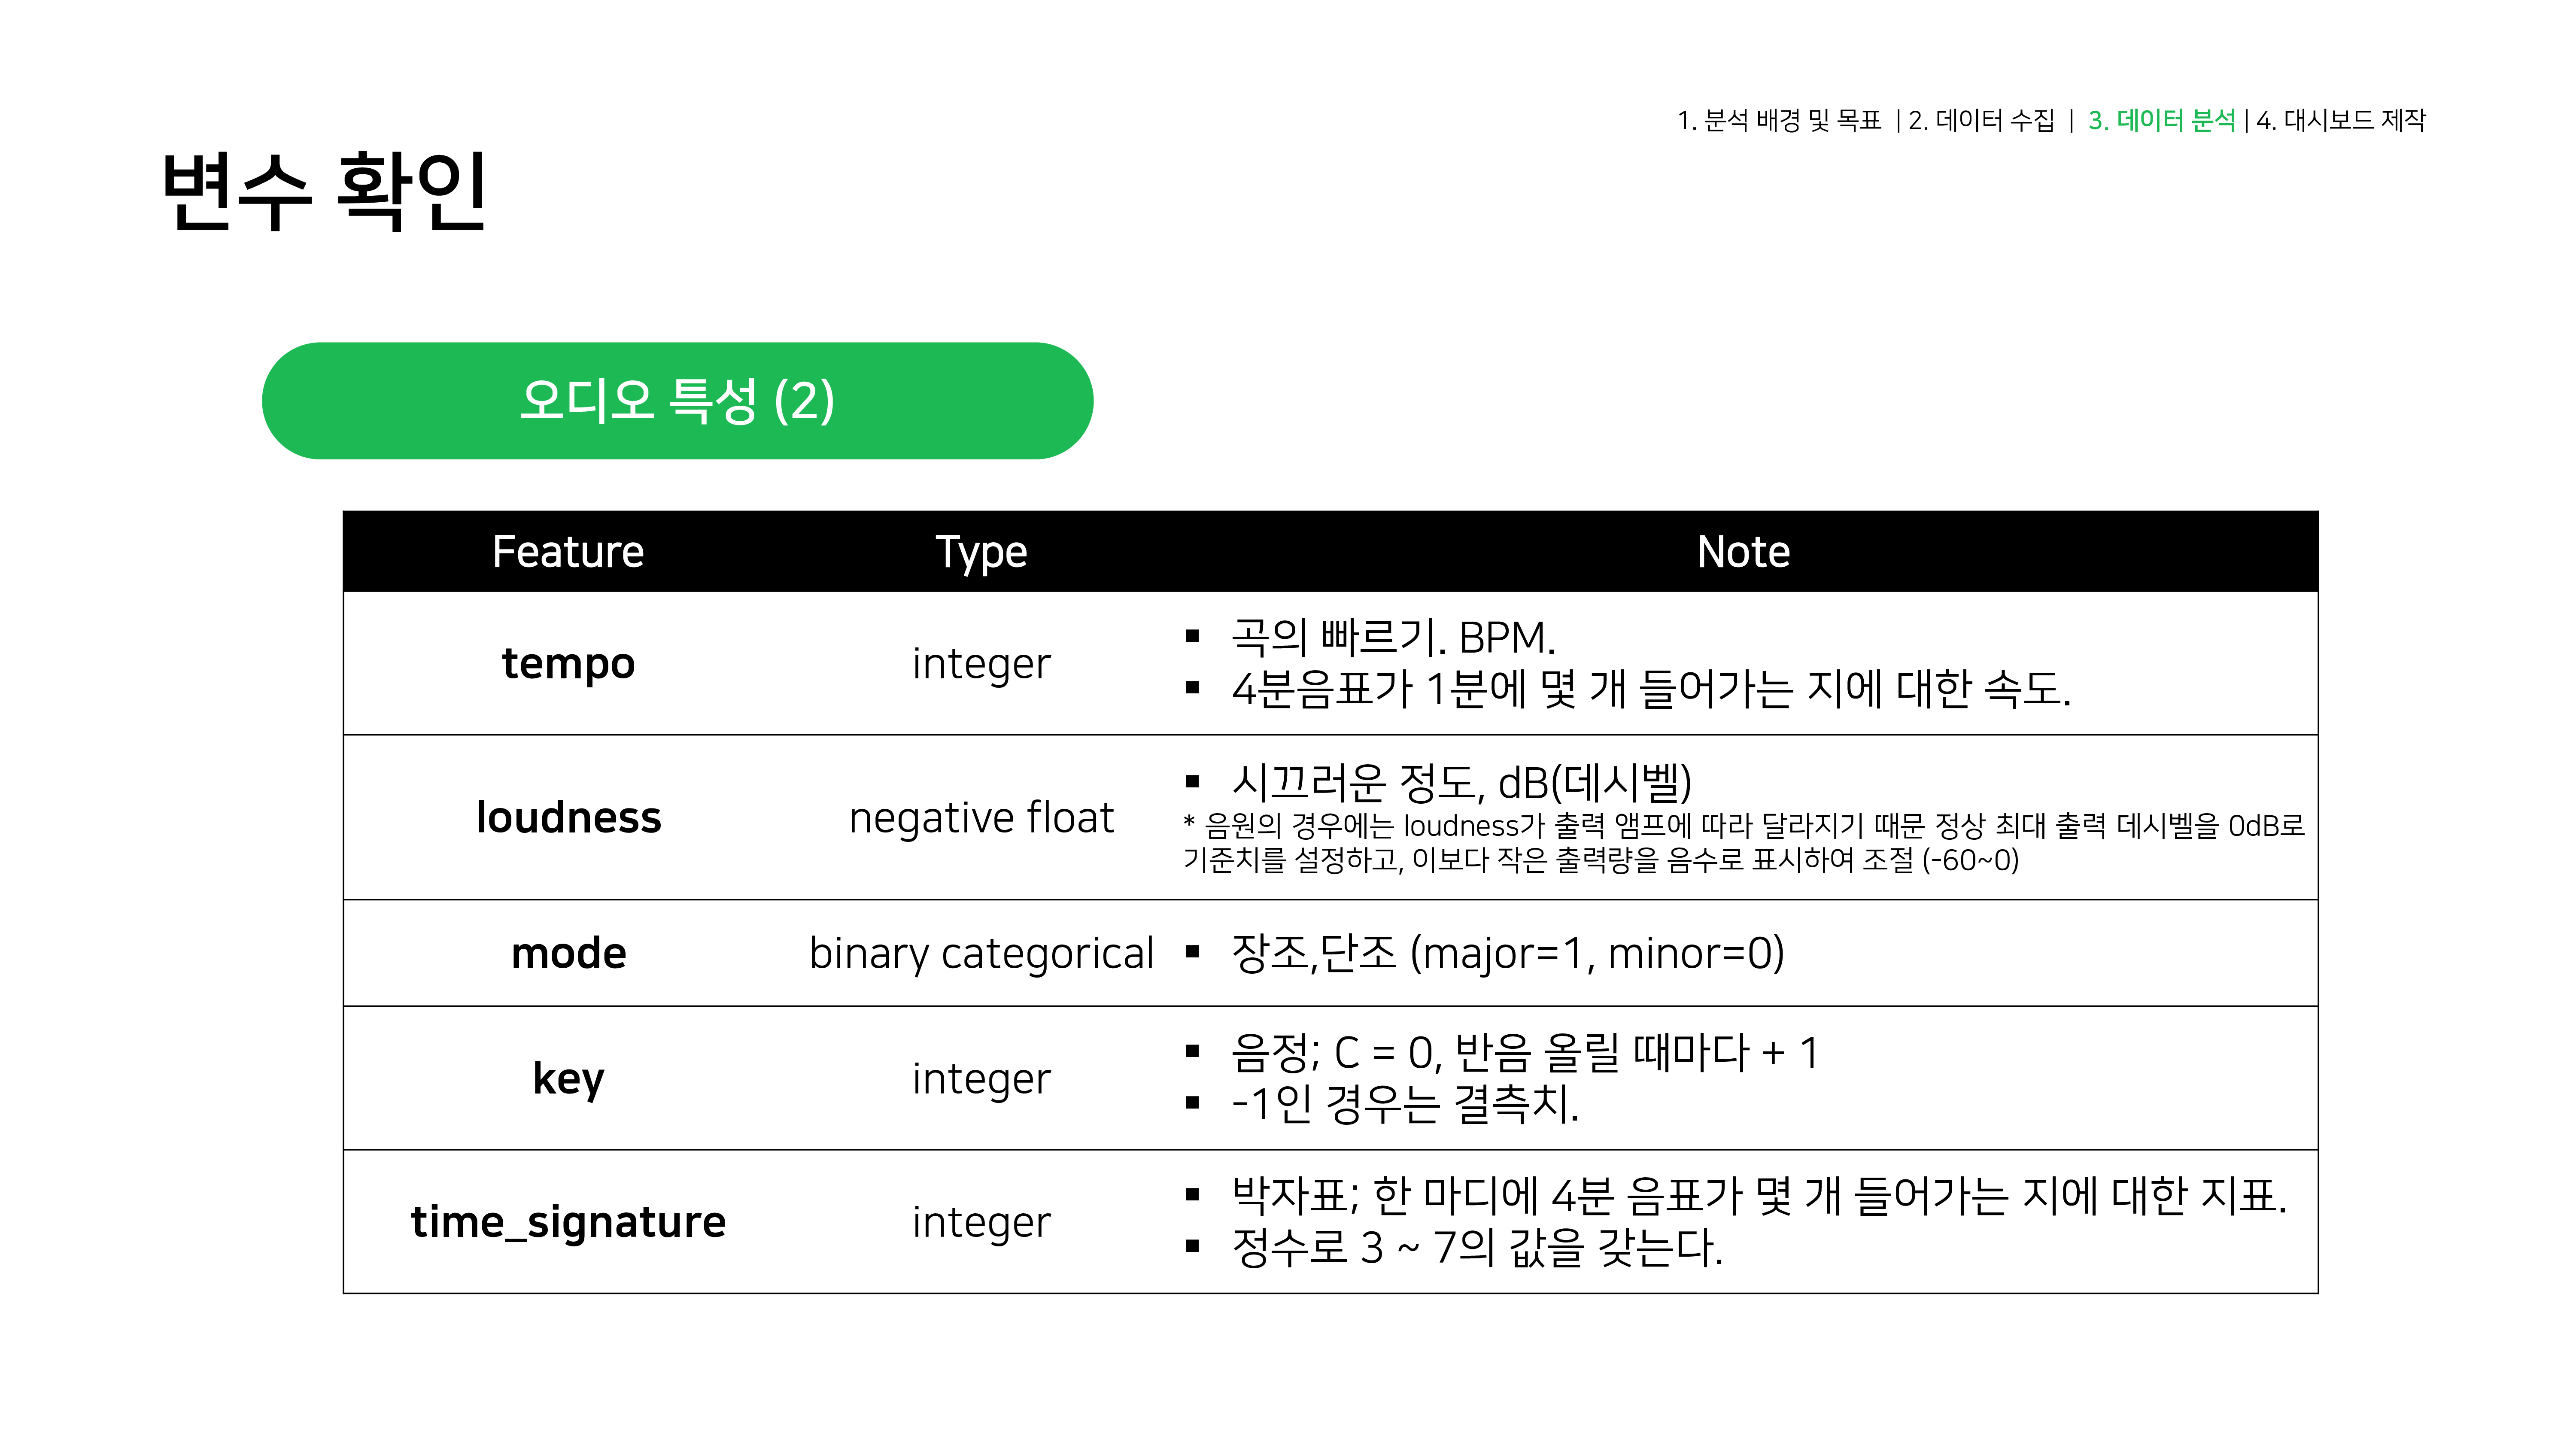 1. 분석 배경 및 목표 | 2. 데이터 수집 | 3. 데이터 분석 | 4. 대시보드 제작
변수 확인
오디오 특성 (2)
Feature Type Note
tempo integer
▪ 곡의 빠르기. BPM.
▪ 4분음표가 1분에 몇 개 들어가는 지에 대한 속도.
loudness negative float
▪ 시끄러운 정도, dB(데시벨)
* 음원의 경우에는 loudness가 출력 앰프에 따라 달라지기 때문 정상 최대 출력 데시벨을 0dB로
기준치를 설정하고, 이보다 작은 출력량을 음수로 표시하여 조절 (-60~0)
mode binary categorical ▪ 장조,단조 (major=1, minor=0)
key integer
▪ 음정; C = 0, 반음 올릴 때마다 + 1
▪ -1인 경우는 결측치.
time_signature integer
▪ 박자표; 한 마디에 4분 음표가 몇 개 들어가는 지에 대한 지표.
▪ 정수로 3 ~ 7의 값을 갖는다.